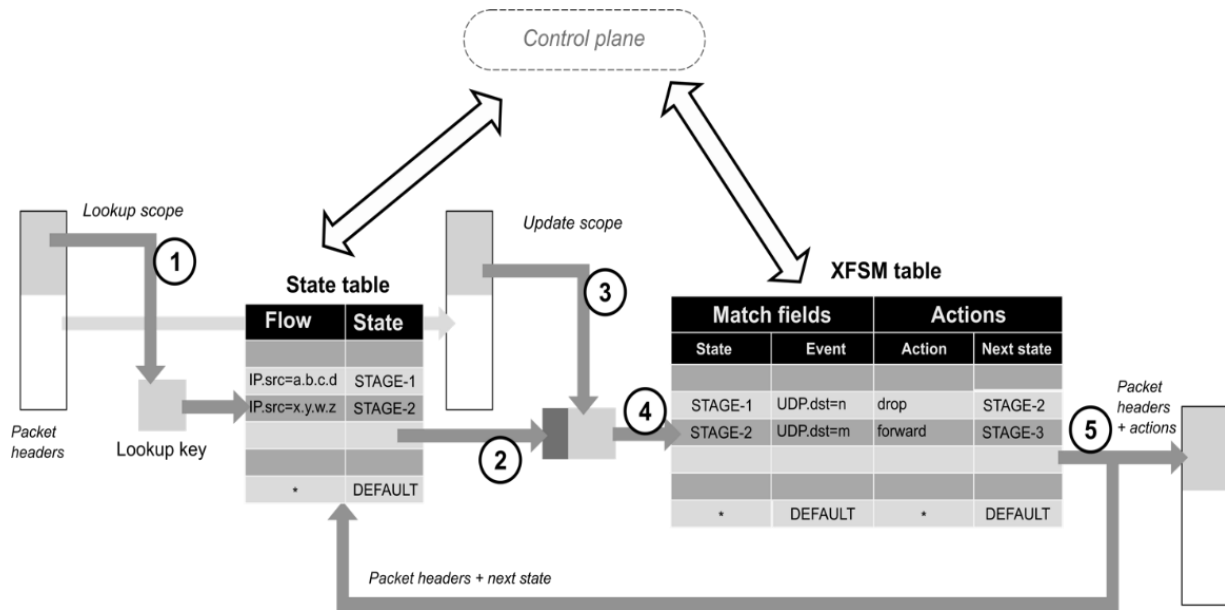 Control plane
Lookup scope
Update scope
1
3
State table
XFSM table
Flow State
Match fields Actions
State Event Action Next state
IP.src=a.b.c.d STAGE-1
IP.src=x.y.w.z STAGE-2
STAGE-1 UDP.dst=n drop STAGE-2
STAGE-2 UDP.dst=m forward STAGE-3
* DEFAULT
* DEFAULT * DEFAULT
Packet
headers
Lookup key
2
4
5
Packet
headers
+ actions
Packet headers + next state